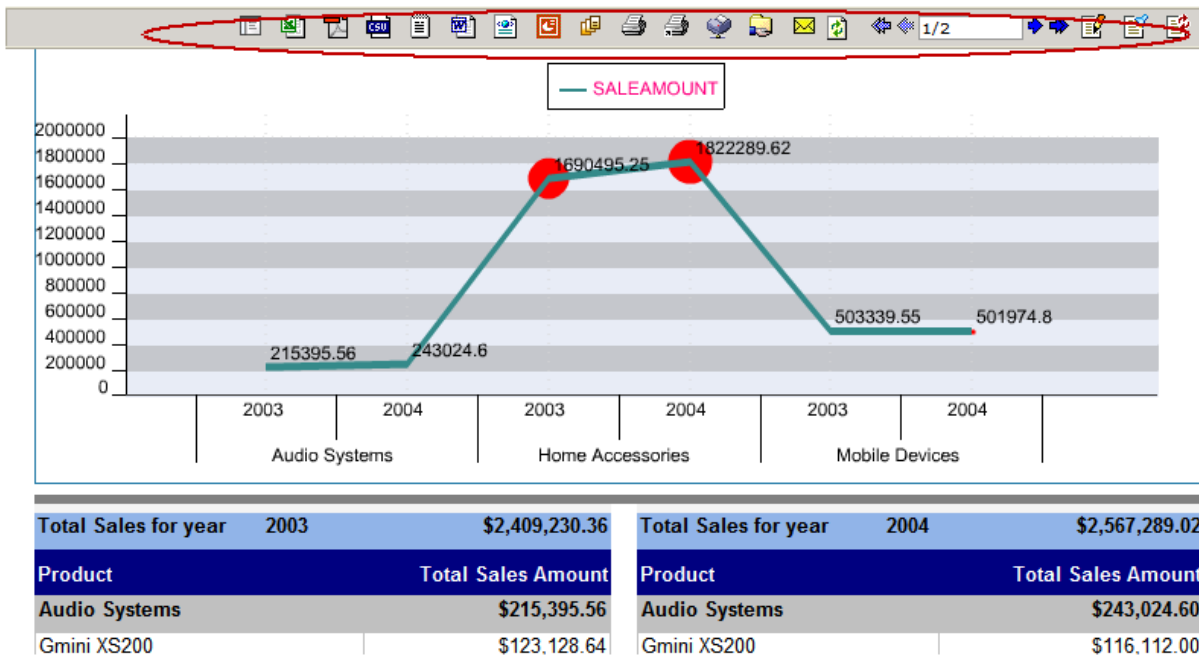 CSV W 1/2
SALEAMOUNT
2000000
1800000
1600000
1400000
1200000
1000000
800000
600000
400000
200000
0
215395.56
243024.6
1690495.25
1822289.62
503339.55
501974.8
2003 2004 2003 2004 2003 2004
Audio Systems Home Accessories Mobile Devices
Total Sales for year 2003 $2,409,230.36 Total Sales for year 2004 $2,567,289.02
Product Total Sales Amount Product Total Sales Amount
Audio Systems $215,395.56 Audio Systems $243,024.60
Gmini XS200 $123,128.64 Gmini XS200 $116,112.00